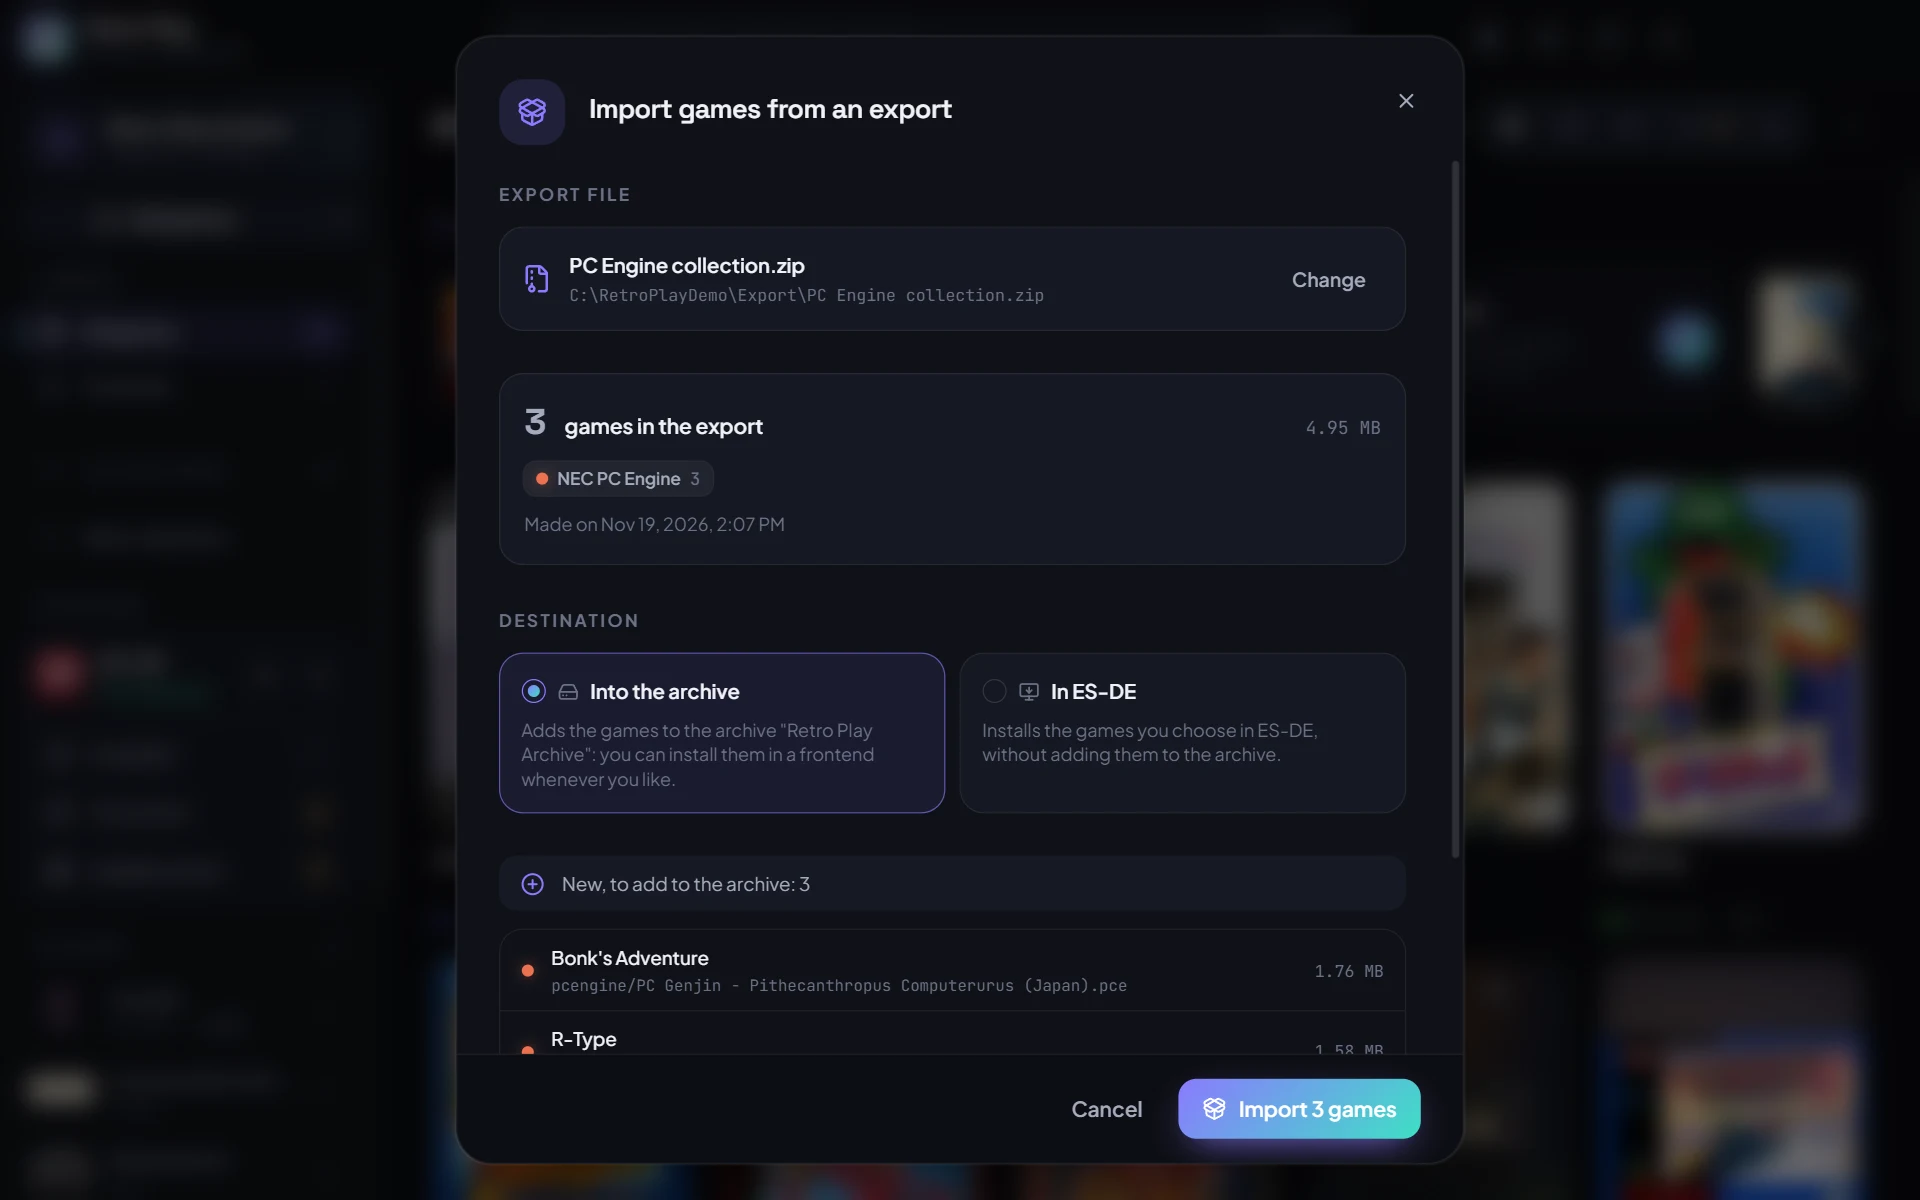 Import games from an export
EXPORT FILE
PC Engine collection.zip
C:\RetroPlayDemo\Export\PC Engine collection.zip
Change
3 games in the export
4.95 MB
NEC PC Engine 3
Made on Nov 19, 2026, 2:07 PM
DESTINATION
Into the archive
Adds the games to the archive "Retro Play
Archive": you can install them in a frontend
whenever you like.
In ES-DE
Installs the games you choose in ES-DE,
without adding them to the archive.
New, to add to the archive: 3
Bonk's Adventure
pcengine/PC Genjin - Pithecanthropus Computerurus (Japan).pce
1.76 MB
R-Type
1.58 MB
Cancel
Import 3 games